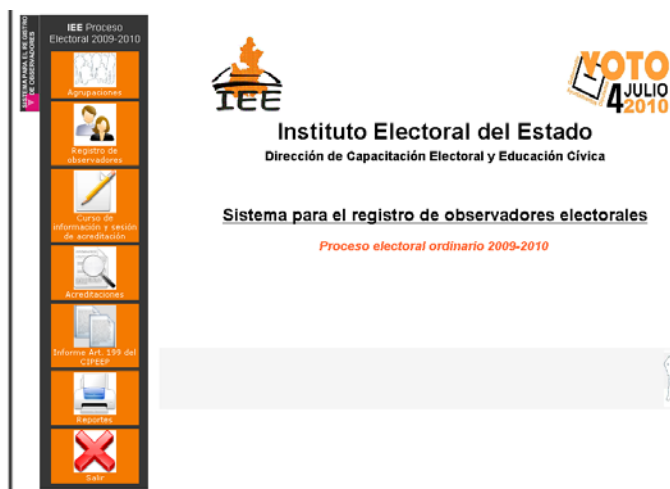 SISTEMA PARA EL REGISTRO
DE OBSERVADORES
IEE Proceso
Electoral 2009-2010
Agrupaciones
Registro de
observadores
Curso de
información y sesión
de acreditación
Acreditaciones
Informe Art. 199 del
CIPEEP
Reportes
Salir
IEE
VOTO
4 JULIO
2010
Instituto Electoral del Estado
Dirección de Capacitación Electoral y Educación Cívica
Sistema para el registro de observadores electorales
Proceso electoral ordinario 2009-2010